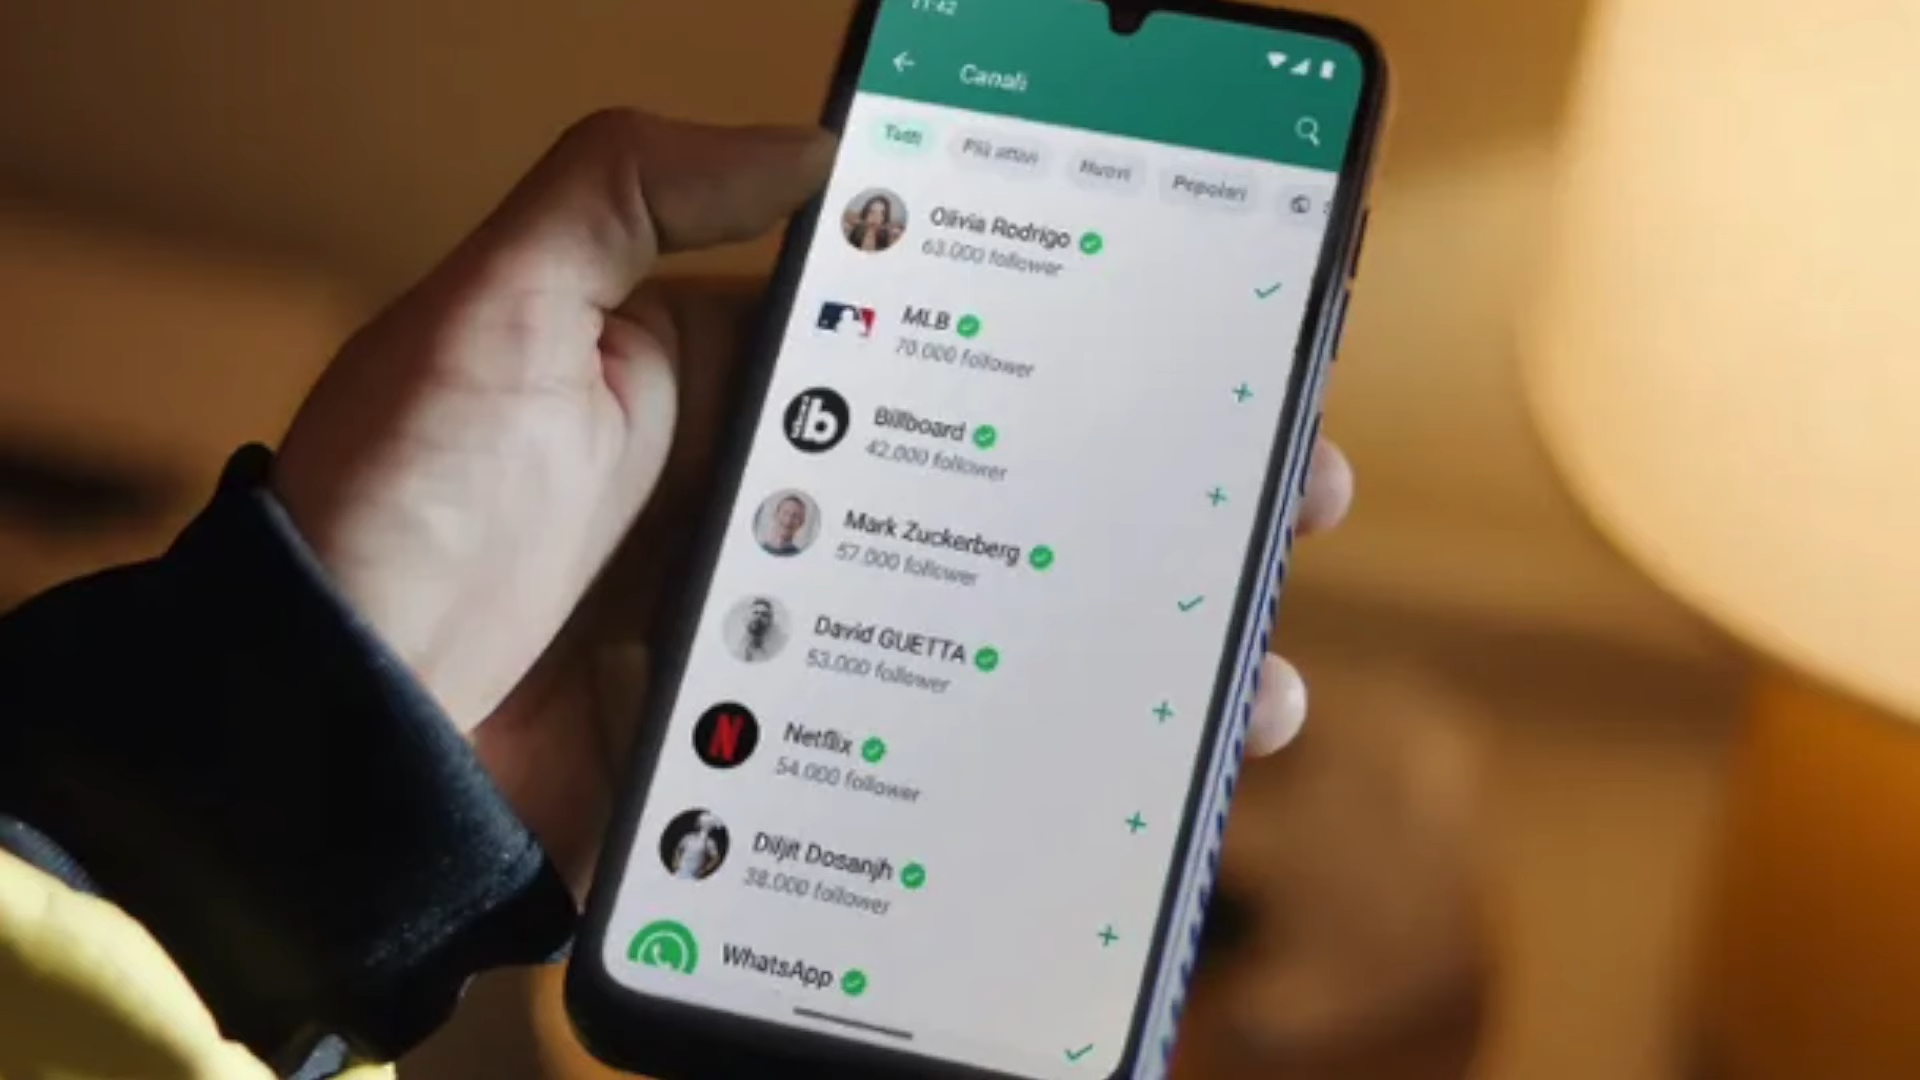 11:42
Canali
Tutti Più attivi Nuovi Popolari
Olivia Rodrigo
63.000 follower
MLB
70.000 follower
Billboard
42.000 follower
Mark Zuckerberg
57.000 follower
David GUETTA
53.000 follower
Netflix
54.000 follower
Diljit Dosanjh
38.000 follower
WhatsApp